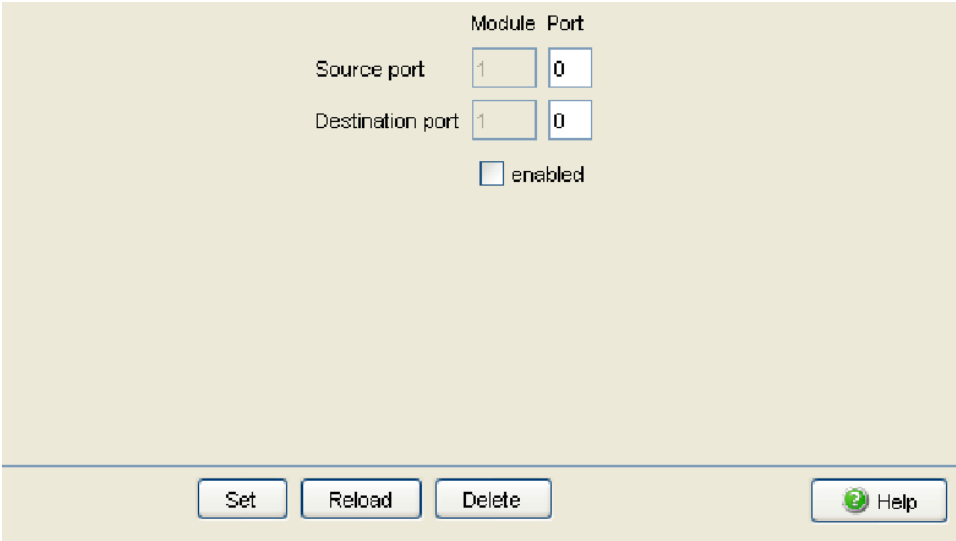 Module Port
Source port 1 0
Destination port 1 0
enabled
Set Reload Delete Help